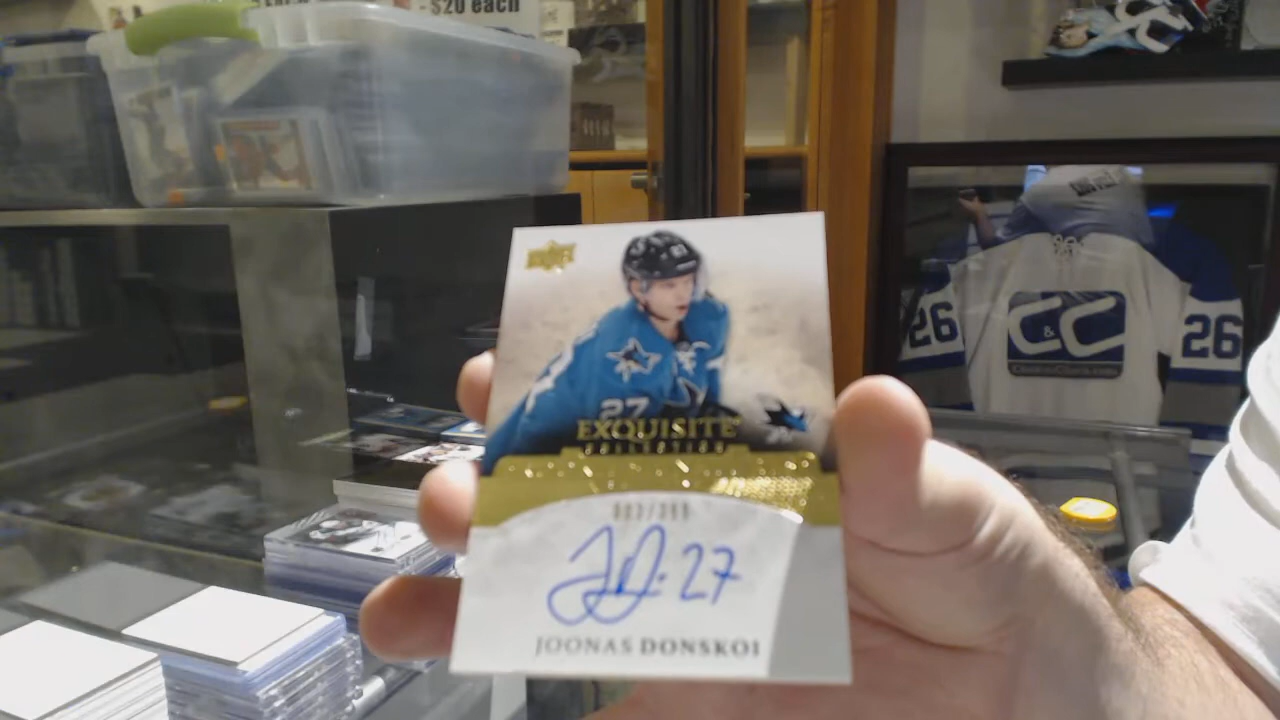 - $20 each
26
C&C
26
27
EXQUISITE
COLLECTION
27
JOONAS DONSKOI